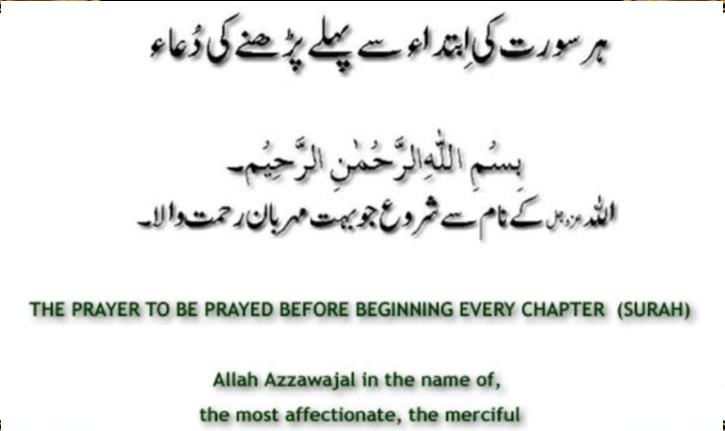 ہر سورت کی اِبتداء سے پہلے پڑھنے کی دُعاء
بِسْمِ اللّٰهِ الرَّحْمٰنِ الرَّحِيْمِ۔
اللہ عزوجل کے نام سے شروع جو بہت مہربان رحمت والا۔
THE PRAYER TO BE PRAYED BEFORE BEGINNING EVERY CHAPTER (SURAH)
Allah Azzawajal in the name of,
the most affectionate, the merciful